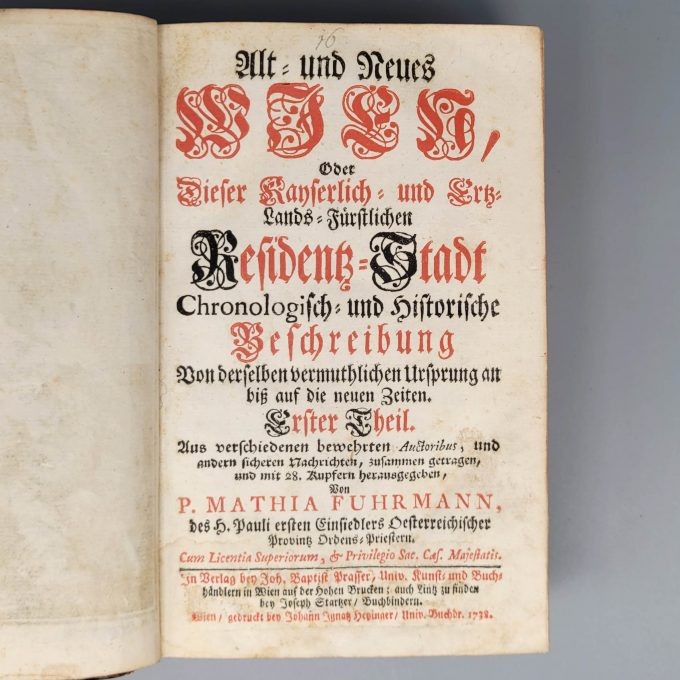 16
Alt- und Neues
WJEN,
Oder
Dieser Kayserlich- und Ertz-
Lands-Fürstlichen
Residentz-Stadt
Chronologisch- und Historische
Beschreibung
Von derselben vermuthlichen Ursprung an
biß auf die neuen Zeiten.
Erster Theil.
Aus verschiedenen bewehrten Auctoribus, und
andern sicheren Nachrichten, zusammen getragen,
und mit 28. Kupfern herausgegeben,
Von
P. MATHIA FUHRMANN,
des H. Pauli ersten Einsiedlers Oesterreichischer
Provintz Ordens-Priestern.
Cum Licentia Superiorum, & Privilegio Sac. Cæs. Majestatis.
In Verlag bey Joh. Baptist Prasser, Univ. Kunst- und Buch-
händlern in Wien auf der Hohen Brucken; auch Lintz zu finden
bey Joseph Startzer/ Buchbindern.
Wien/ gedruckt bey Johann Ignatz Heyinger/ Univ. Buchdr. 1738.